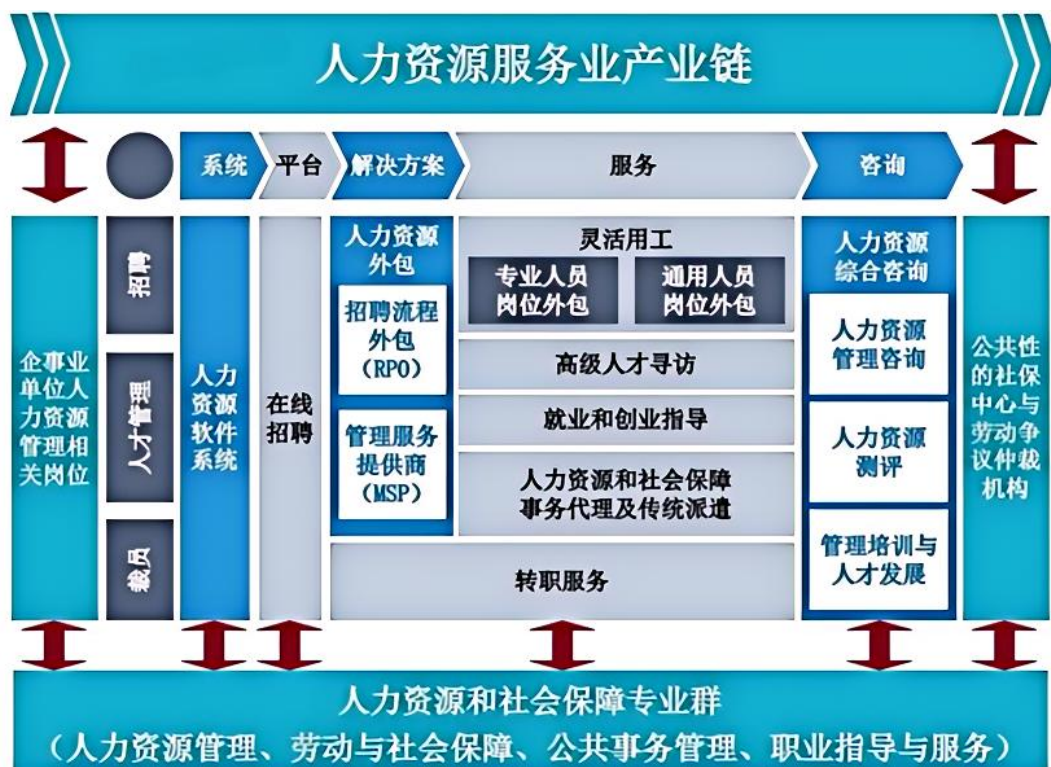 人力资源服务业产业链
系统
平台
解决方案
服务
咨询
企事业
单位人
力资源
管理相
关岗位
招聘
人才管理
裁员
人力
资源
软件
系统
在线
招聘
人力资源
外包
招聘流程
外包
(RPO)
管理服务
提供商
(MSP)
灵活用工
专业人员
岗位外包
通用人员
岗位外包
高级人才寻访
就业和创业指导
人力资源和社会保障
事务代理及传统派遣
转职服务
人力资源
综合咨询
人力资源
管理咨询
人力资源
测评
管理培训与
人才发展
公共性
的社保
中心与
劳动争
议仲裁
机构
人力资源和社会保障专业群
（人力资源管理、劳动与社会保障、公共事务管理、职业指导与服务）